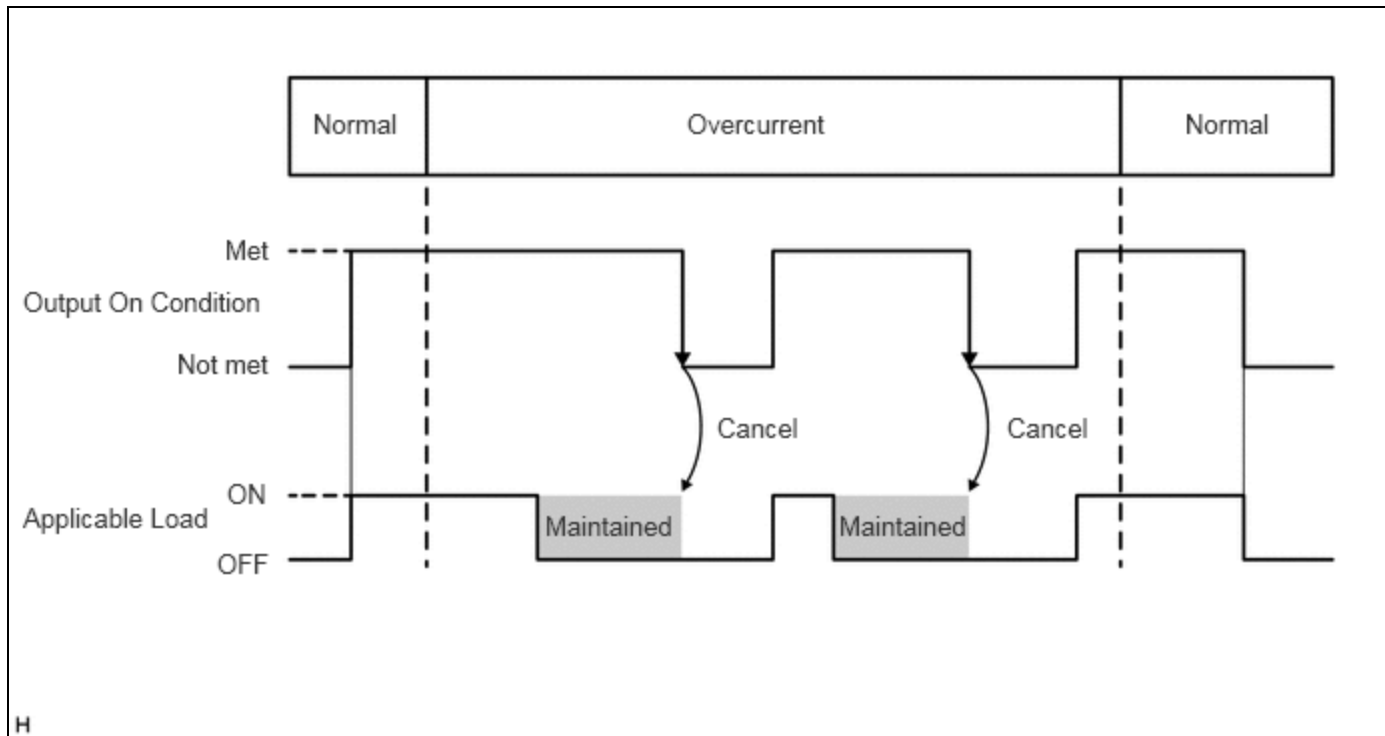 Normal
Overcurrent
Normal
Met
Output On Condition
Not met
Cancel
Cancel
ON
Applicable Load
Maintained
Maintained
OFF
H